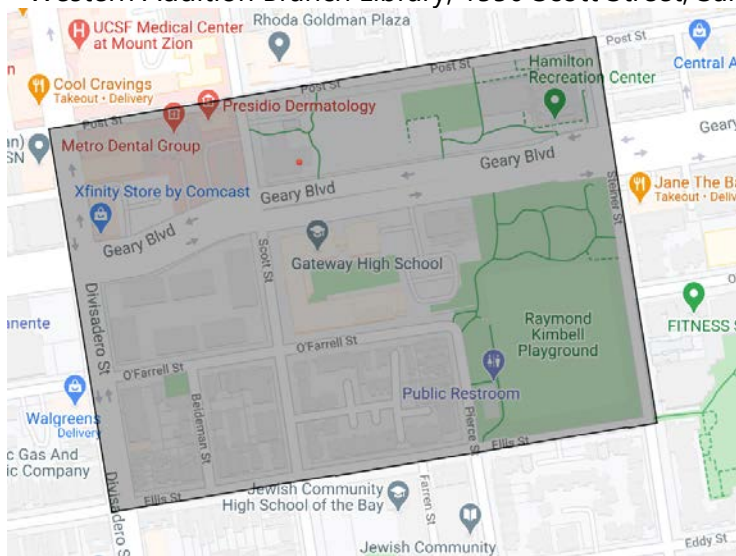 Western Addition Branch Library, 1550 Scott Street, San
UCSF Medical Center
at Mount Zion
Rhoda Goldman Plaza
Post St
Central A
Cool Cravings
Takeout • Delivery
Post St
Hamilton
Recreation Center
Presidio Dermatology
Post St
an)
SN
Metro Dental Group
Geary
Geary Blvd
Xfinity Store by Comcast
Geary Blvd
Steiner St
Jane The Ba
Takeout • Deliv
Geary Blvd
Scott St
Gateway High School
Divisadero St
Raymond
Kimbell
Playground
FITNESS S
anente
O'Farrell St
O'Farrell St
Public Restroom
Walgreens
Delivery
Beideman St
Pierce St
c Gas And
ic Company
Divisadero St
Ellis St
Ellis St
Jewish Community
High School of the Bay
Farren St
Jewish Community
Eddy St